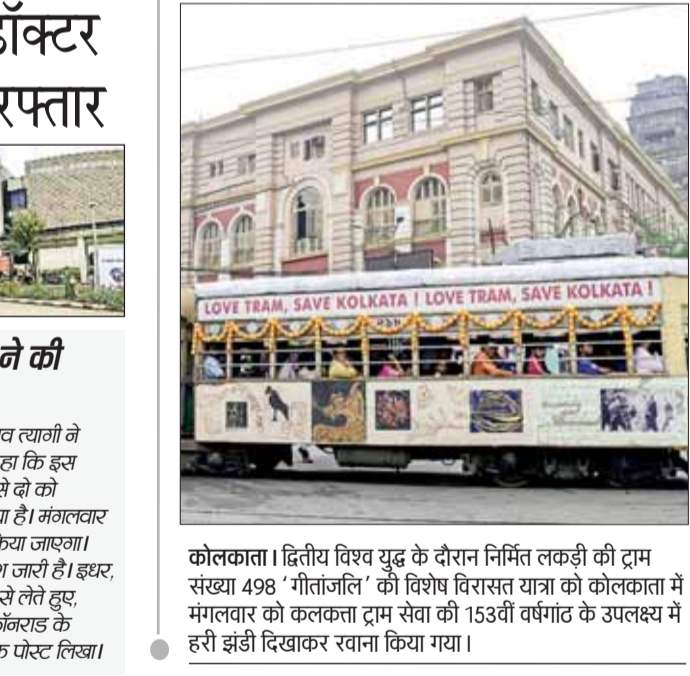 डॉक्टर
रफ्तार
ने की
व त्यागी ने
हा कि इस
से दो को
ा है। मंगलवार
केया जाएगा।
जारी है। इधर,
से लेते हुए,
ॉनराड के
पोस्ट लिखा।
LOVE TRAM, SAVE KOLKATA ! LOVE TRAM, SAVE KOLKATA !
कोलकाता। द्वितीय विश्व युद्ध के दौरान निर्मित लकड़ी की ट्राम
संख्या 498 ‘गीतांजलि’ की विशेष विरासत यात्रा को कोलकाता में
मंगलवार को कलकत्ता ट्राम सेवा की 153वीं वर्षगांठ के उपलक्ष्य में
हरी झंडी दिखाकर रवाना किया गया।